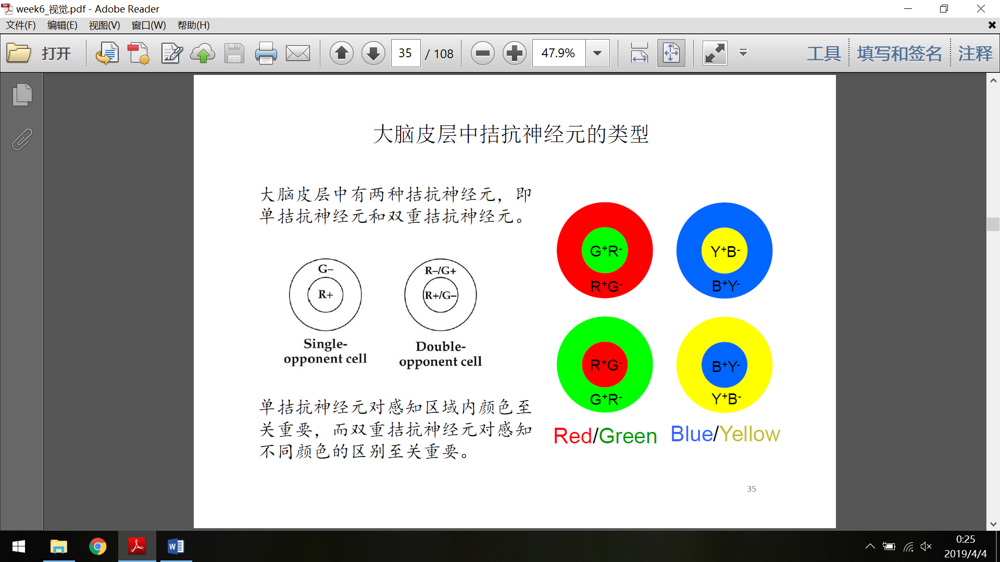 week6_视觉.pdf - Adobe Reader
文件(F) 编辑(E) 视图(V) 窗口(W) 帮助(H)
打开 35 / 108 47.9% 工具 填写和签名 注释
大脑皮层中拮抗神经元的类型
大脑皮层中有两种拮抗神经元，即
单拮抗神经元和双重拮抗神经元。
G–
R+
Single-
opponent cell
R–/G+
R+/G–
Double-
opponent cell
单拮抗神经元对感知区域内颜色至
关重要，而双重拮抗神经元对感知
不同颜色的区别至关重要。
G⁺R⁻
R⁺G⁻
Y⁺B⁻
B⁺Y⁻
R⁺G⁻
G⁺R⁻
B⁺Y⁻
Y⁺B⁻
Red/Green
Blue/Yellow
35
0:25
2019/4/4